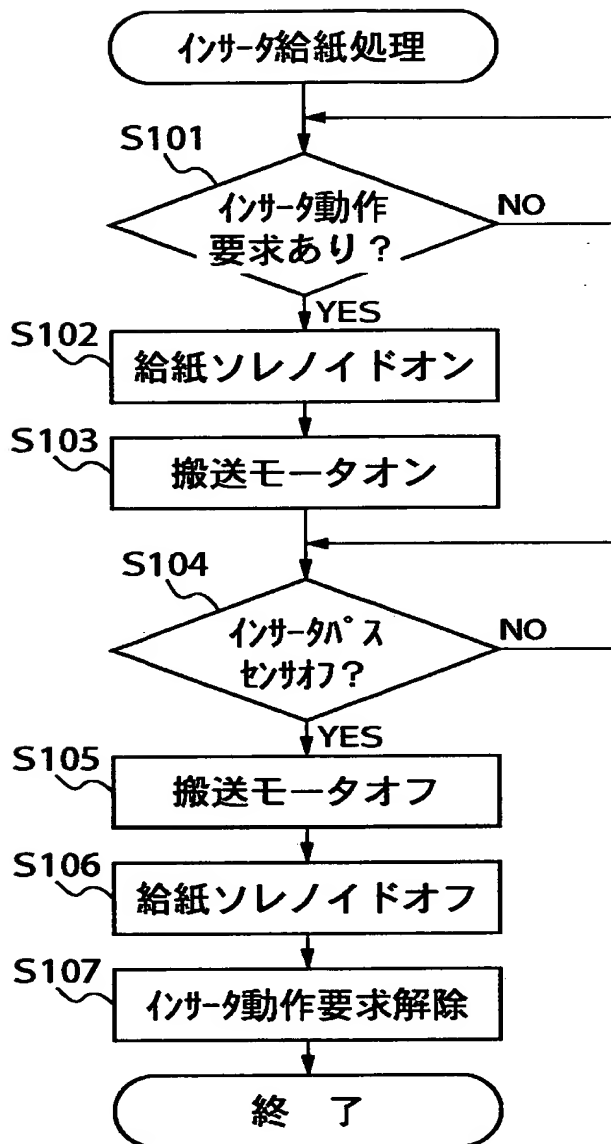 ｲﾝｻｰﾀ給紙処理
S101
ｲﾝｻｰﾀ動作
要求あり？
NO
YES
S102
給紙ソレノイドオン
S103
搬送モータオン
S104
ｲﾝｻｰﾀﾊﾟｽ
ｾﾝｻｵﾌ？
NO
YES
S105
搬送モータオフ
S106
給紙ソレノイドオフ
S107
ｲﾝｻｰﾀ動作要求解除
終 了